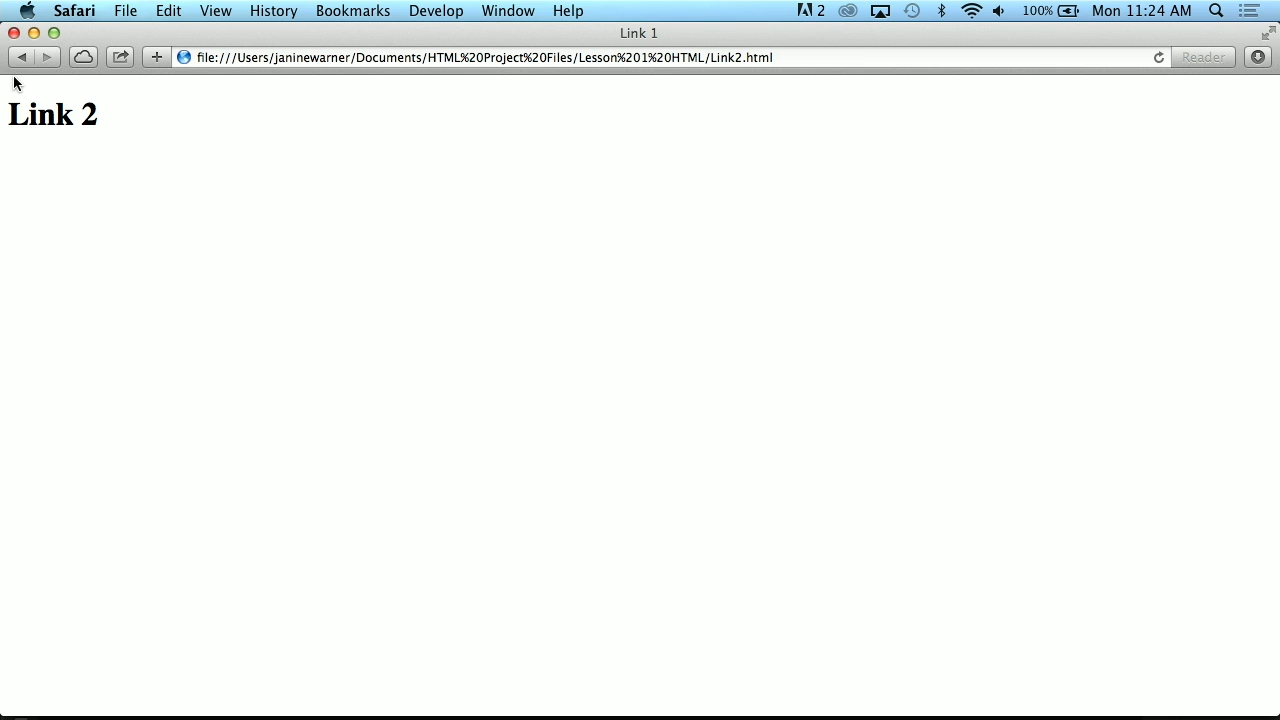 Safari File Edit View History Bookmarks Develop Window Help 2 100% Mon 11:24 AM
Link 1
file:///Users/janinewarner/Documents/HTML%20Project%20Files/Lesson%201%20HTML/Link2.html Reader
Link 2